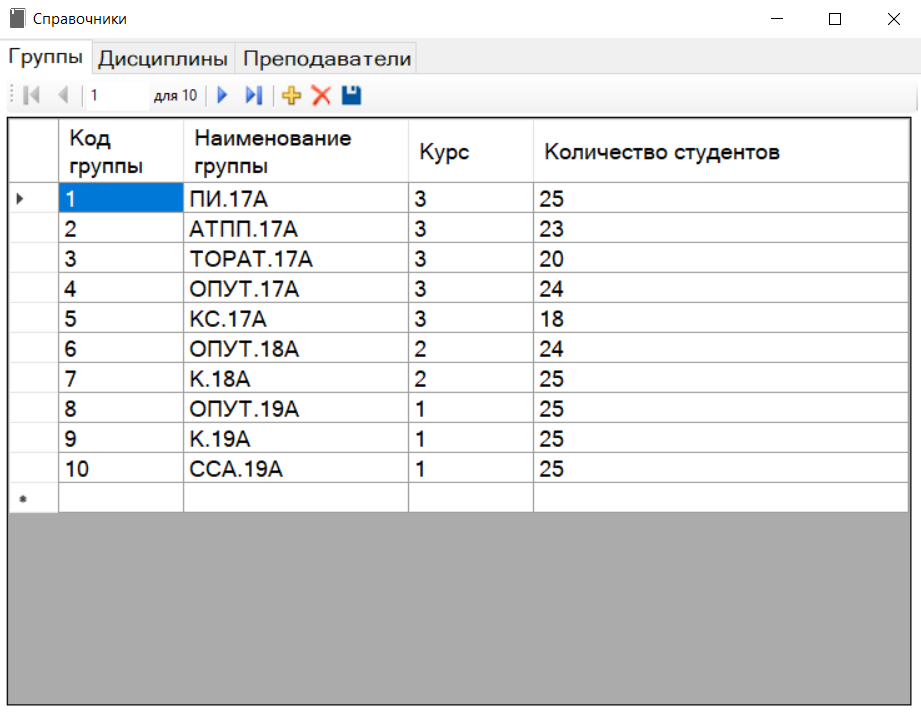 Справочники
Группы Дисциплины Преподаватели
1 для 10
Код группы Наименование группы Курс Количество студентов
1 ПИ.17А 3 25
2 АТПП.17А 3 23
3 ТОРАТ.17А 3 20
4 ОПУТ.17А 3 24
5 КС.17А 3 18
6 ОПУТ.18А 2 24
7 К.18А 2 25
8 ОПУТ.19А 1 25
9 К.19А 1 25
10 ССА.19А 1 25